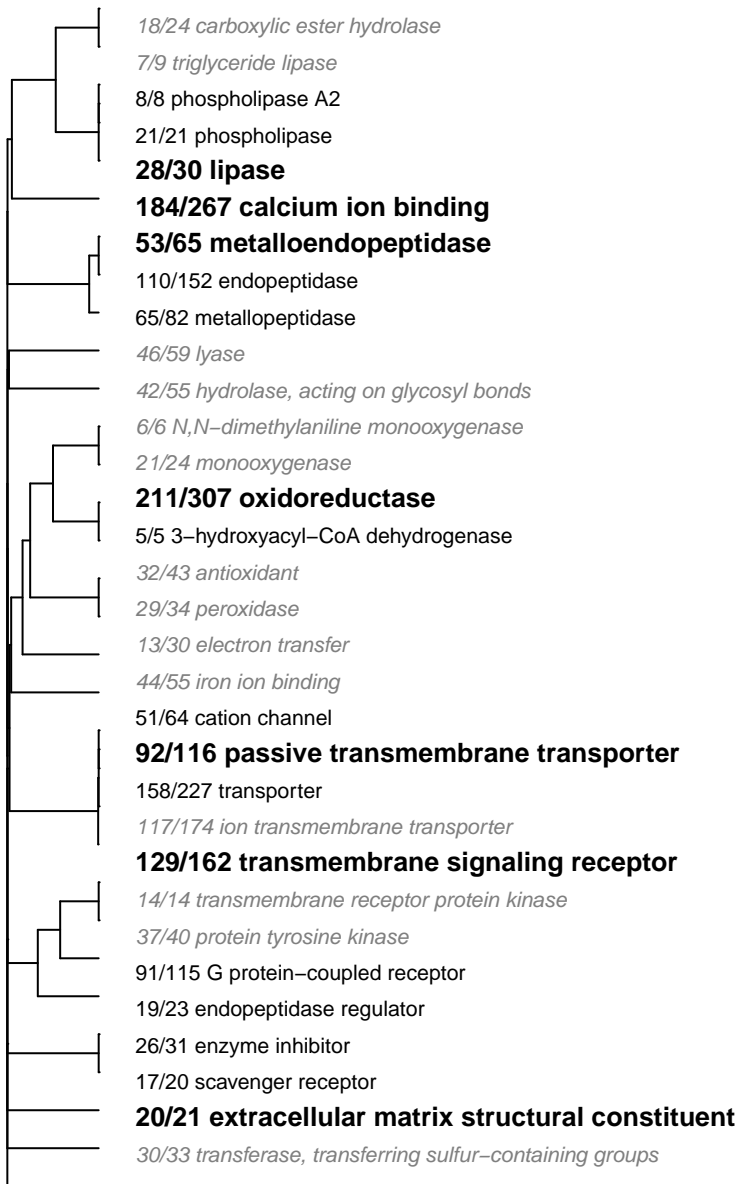 18/24 carboxylic ester hydrolase
7/9 triglyceride lipase
8/8 phospholipase A2
21/21 phospholipase
28/30 lipase
184/267 calcium ion binding
53/65 metalloendopeptidase
110/152 endopeptidase
65/82 metallopeptidase
46/59 lyase
42/55 hydrolase, acting on glycosyl bonds
6/6 N,N−dimethylaniline monooxygenase
21/24 monooxygenase
211/307 oxidoreductase
5/5 3−hydroxyacyl−CoA dehydrogenase
32/43 antioxidant
29/34 peroxidase
13/30 electron transfer
44/55 iron ion binding
51/64 cation channel
92/116 passive transmembrane transporter
158/227 transporter
117/174 ion transmembrane transporter
129/162 transmembrane signaling receptor
14/14 transmembrane receptor protein kinase
37/40 protein tyrosine kinase
91/115 G protein−coupled receptor
19/23 endopeptidase regulator
26/31 enzyme inhibitor
17/20 scavenger receptor
20/21 extracellular matrix structural constituent
30/33 transferase, transferring sulfur−containing groups